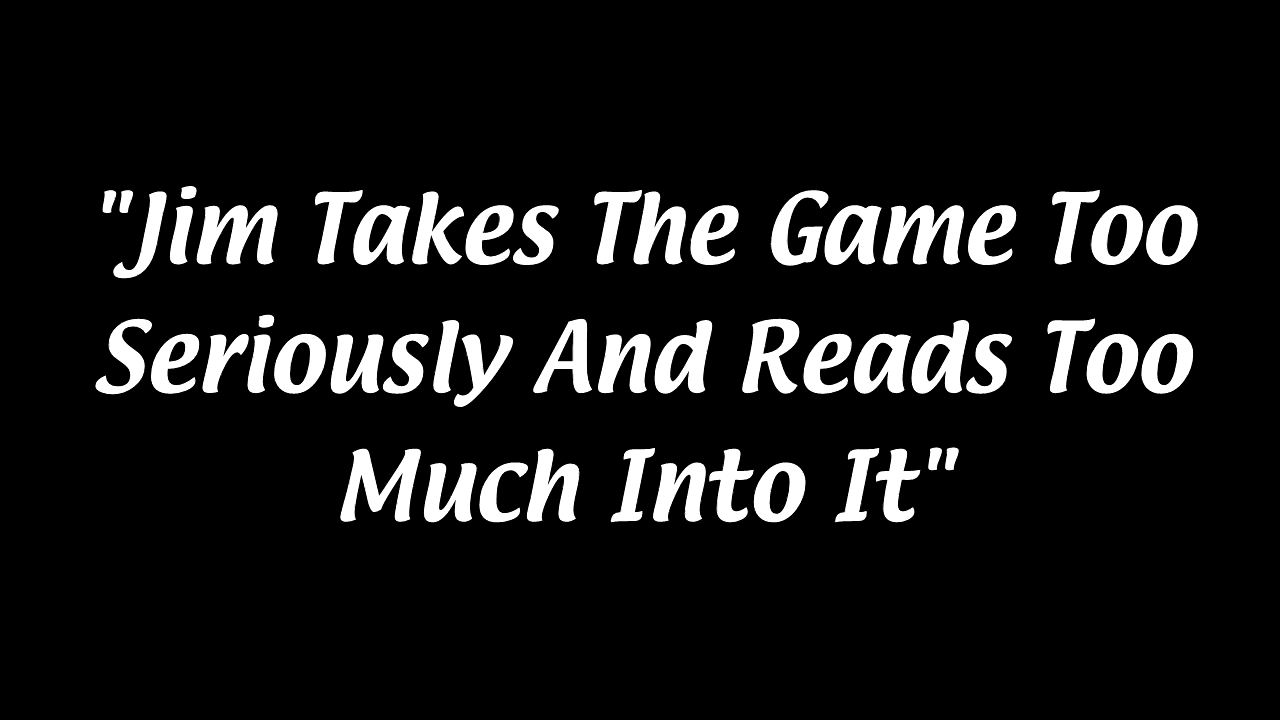 "Jim Takes The Game Too
Seriously And Reads Too
Much Into It"